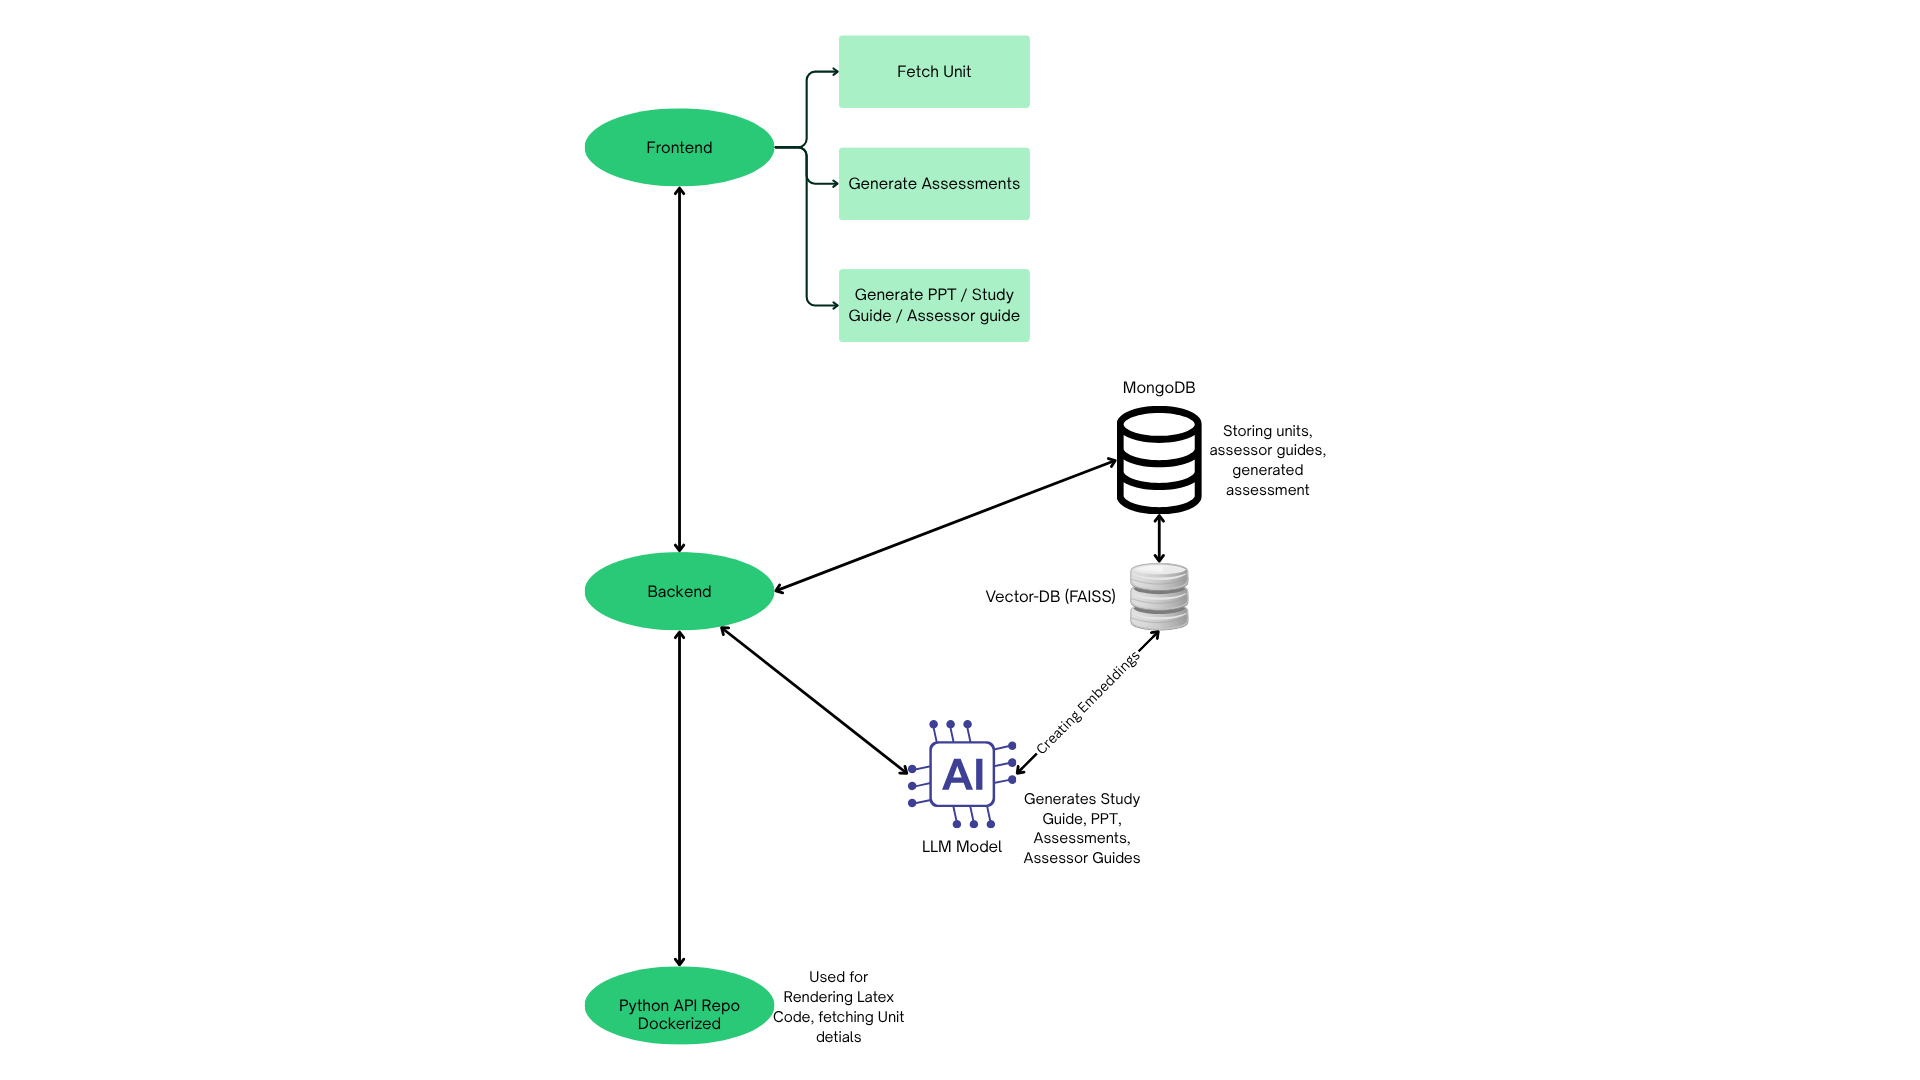 Fetch Unit
Frontend
Generate Assessments
Generate PPT / Study
Guide / Assessor guide
MongoDB
Storing units,
assessor guides,
generated
assessment
Backend
Vector-DB (FAISS)
Creating Embeddings
AI
LLM Model
Generates Study
Guide, PPT,
Assessments,
Assessor Guides
Python API Repo
Dockerized
Used for
Rendering Latex
Code, fetching Unit
detials